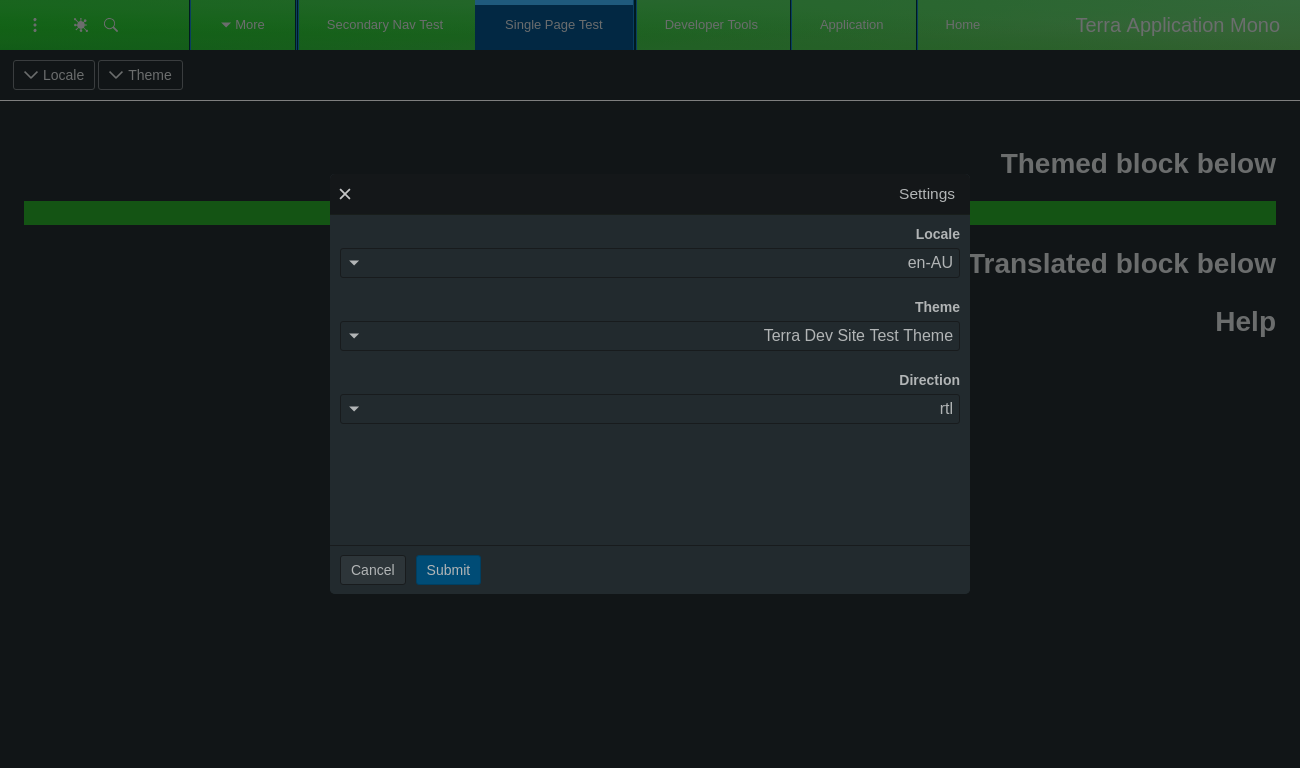 Terra Application Mono
Home
Application
Developer Tools
Single Page Test
Secondary Nav Test
More
Locale
Theme
Themed block below
Translated block below
Help
Settings
Locale
en-AU
Theme
Terra Dev Site Test Theme
Direction
rtl
Cancel
Submit